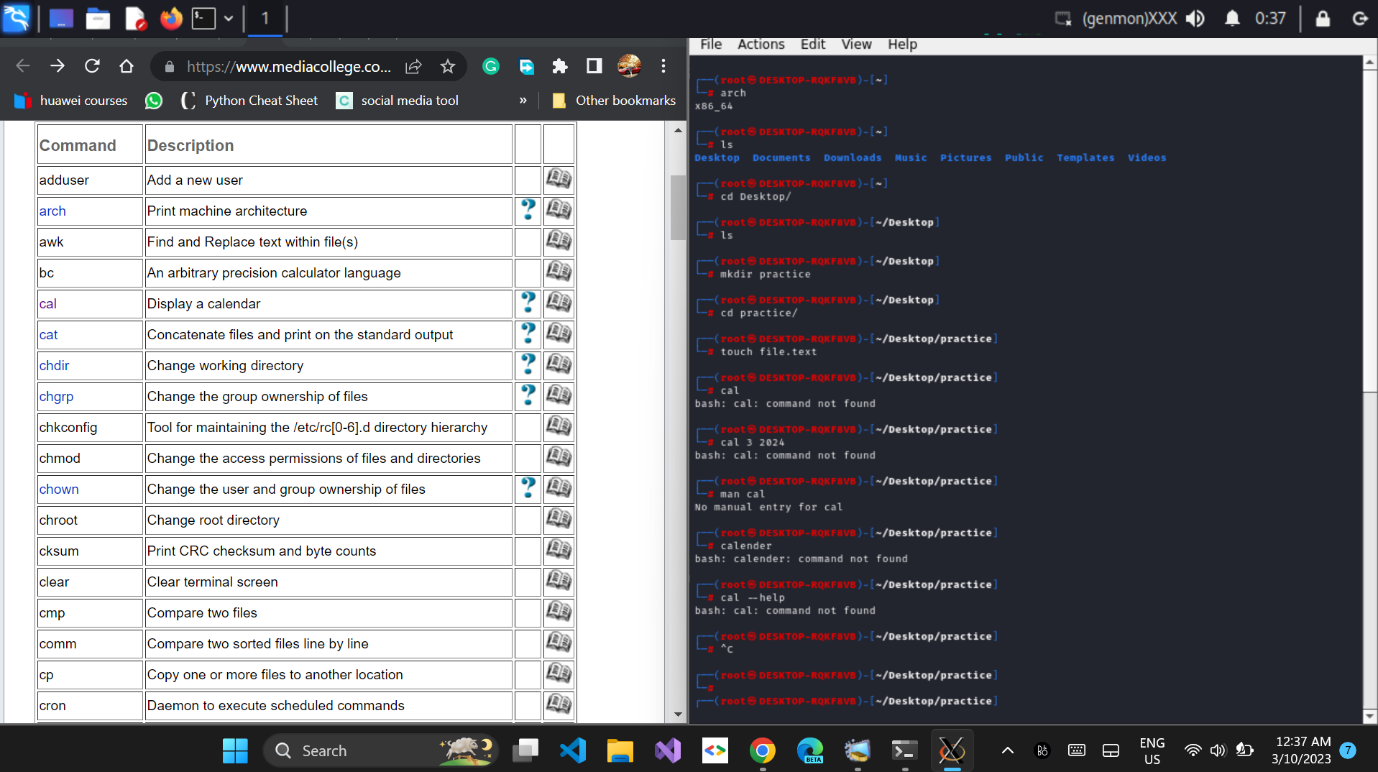 1
(genmon)XXX
0:37
https://www.mediacollege.co...
huawei courses
Python Cheat Sheet
social media tool
»
Other bookmarks
Command Description
adduser Add a new user
arch Print machine architecture
awk Find and Replace text within file(s)
bc An arbitrary precision calculator language
cal Display a calendar
cat Concatenate files and print on the standard output
chdir Change working directory
chgrp Change the group ownership of files
chkconfig Tool for maintaining the /etc/rc[0-6].d directory hierarchy
chmod Change the access permissions of files and directories
chown Change the user and group ownership of files
chroot Change root directory
cksum Print CRC checksum and byte counts
clear Clear terminal screen
cmp Compare two files
comm Compare two sorted files line by line
cp Copy one or more files to another location
cron Daemon to execute scheduled commands
File Actions Edit View Help
┌──(root㉿DESKTOP-RQKF8VB)-[~]
└─# arch
x86_64
┌──(root㉿DESKTOP-RQKF8VB)-[~]
└─# ls
Desktop Documents Downloads Music Pictures Public Templates Videos
┌──(root㉿DESKTOP-RQKF8VB)-[~]
└─# cd Desktop/
┌──(root㉿DESKTOP-RQKF8VB)-[~/Desktop]
└─# ls
┌──(root㉿DESKTOP-RQKF8VB)-[~/Desktop]
└─# mkdir practice
┌──(root㉿DESKTOP-RQKF8VB)-[~/Desktop]
└─# cd practice/
┌──(root㉿DESKTOP-RQKF8VB)-[~/Desktop/practice]
└─# touch file.text
┌──(root㉿DESKTOP-RQKF8VB)-[~/Desktop/practice]
└─# cal
bash: cal: command not found
┌──(root㉿DESKTOP-RQKF8VB)-[~/Desktop/practice]
└─# cal 3 2024
bash: cal: command not found
┌──(root㉿DESKTOP-RQKF8VB)-[~/Desktop/practice]
└─# man cal
No manual entry for cal
┌──(root㉿DESKTOP-RQKF8VB)-[~/Desktop/practice]
└─# calender
bash: calender: command not found
┌──(root㉿DESKTOP-RQKF8VB)-[~/Desktop/practice]
└─# cal --help
bash: cal: command not found
┌──(root㉿DESKTOP-RQKF8VB)-[~/Desktop/practice]
└─# ^C
┌──(root㉿DESKTOP-RQKF8VB)-[~/Desktop/practice]
└─#
┌──(root㉿DESKTOP-RQKF8VB)-[~/Desktop/practice]
Search
BETA
ENG
US
12:37 AM
3/10/2023
7